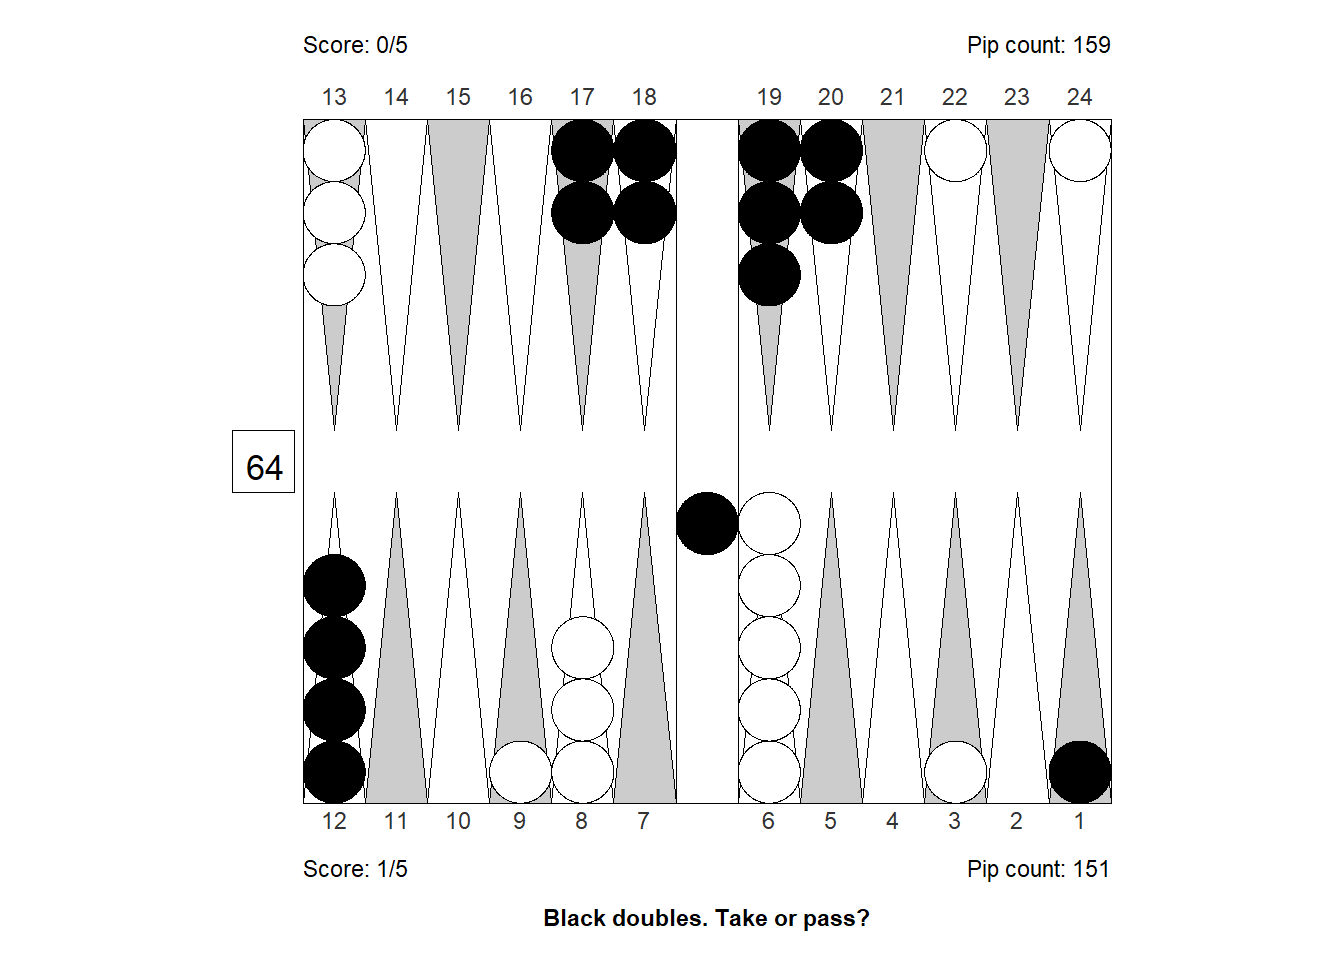 Score: 0/5 Pip count: 159
13 14 15 16 17 18 19 20 21 22 23 24
64
12 11 10 9 8 7 6 5 4 3 2 1
Score: 1/5 Pip count: 151
Black doubles. Take or pass?